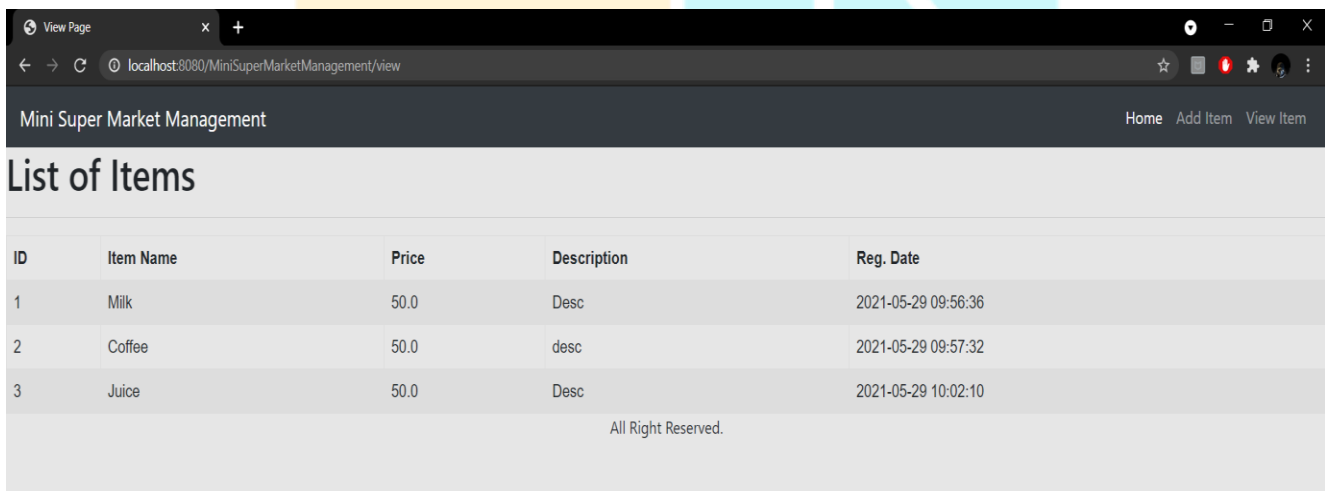 View Page
localhost:8080/MiniSuperMarketManagement/view
Mini Super Market Management Home Add Item View Item
List of Items
ID Item Name Price Description Reg. Date
1 Milk 50.0 Desc 2021-05-29 09:56:36
2 Coffee 50.0 desc 2021-05-29 09:57:32
3 Juice 50.0 Desc 2021-05-29 10:02:10
All Right Reserved.